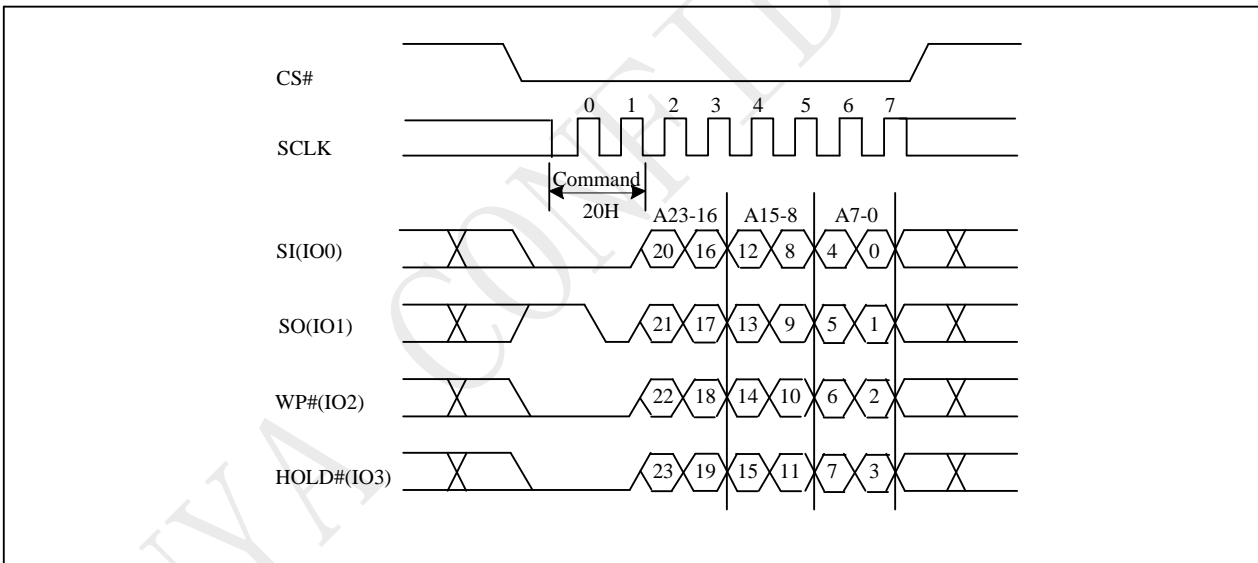 CS#
0 1 2 3 4 5 6 7
SCLK
Command
20H
A23-16 A15-8 A7-0
SI(IO0) 20 16 12 8 4 0
SO(IO1) 21 17 13 9 5 1
WP#(IO2) 22 18 14 10 6 2
HOLD#(IO3) 23 19 15 11 7 3